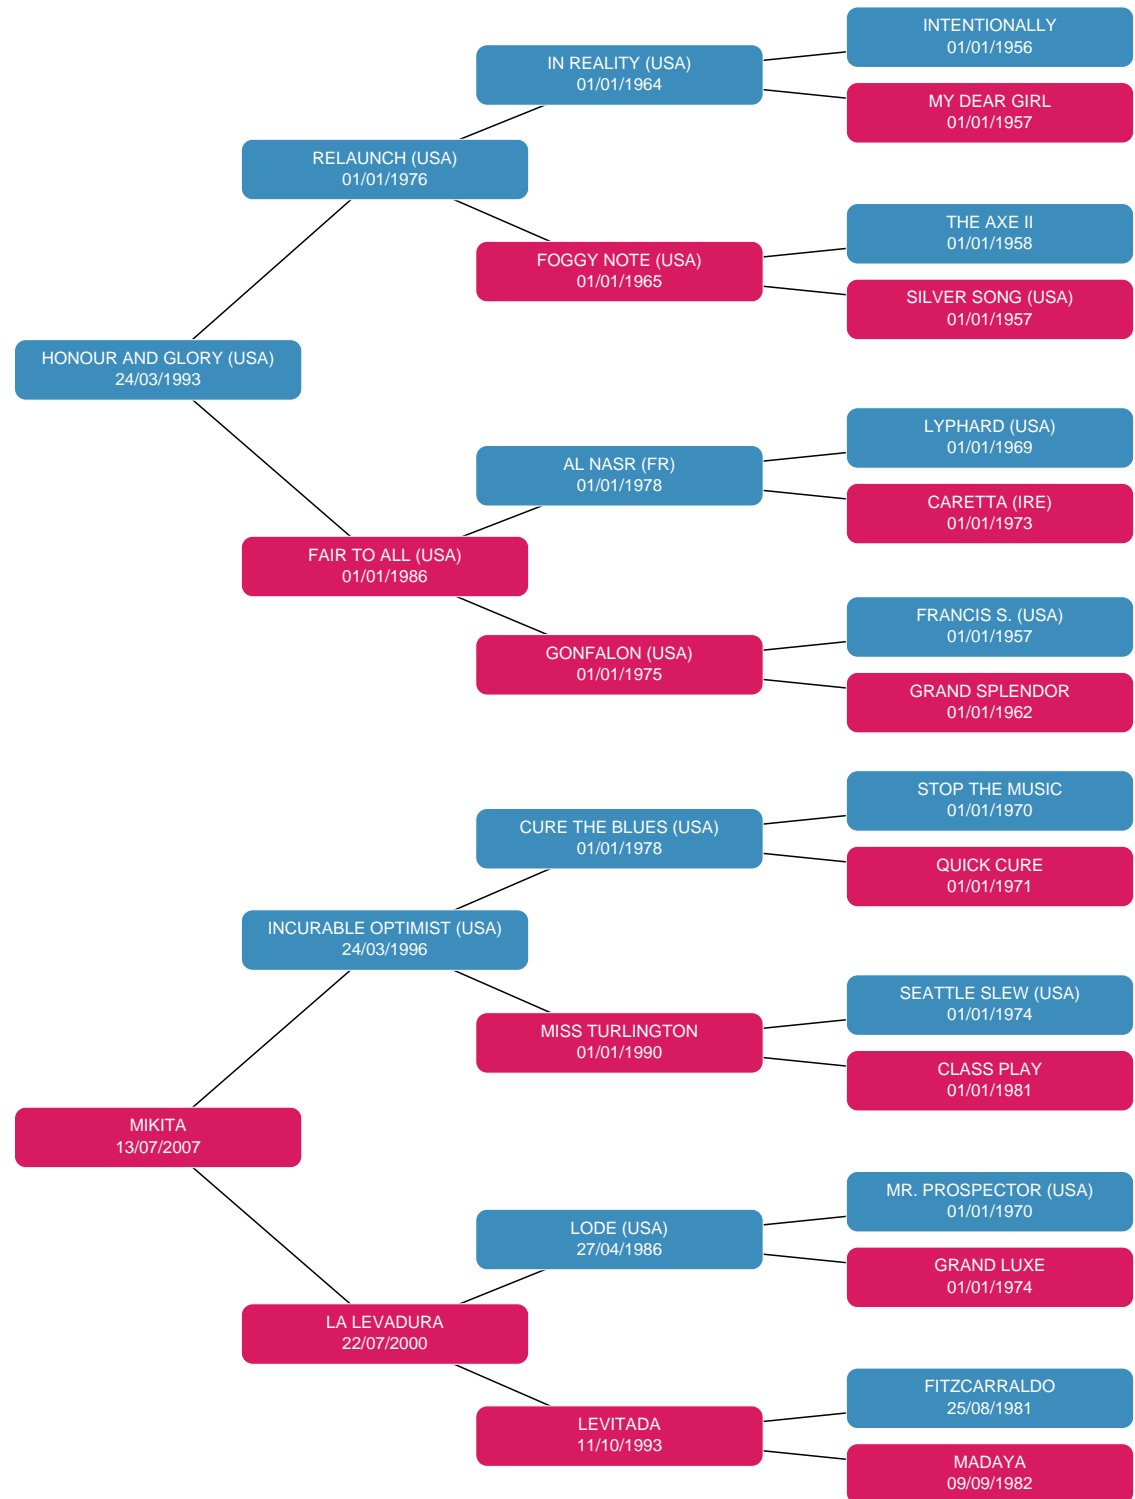 INTENTIONALLY
01/01/1956
IN REALITY (USA)
01/01/1964
MY DEAR GIRL
01/01/1957
RELAUNCH (USA)
01/01/1976
THE AXE II
01/01/1958
FOGGY NOTE (USA)
01/01/1965
SILVER SONG (USA)
01/01/1957
HONOUR AND GLORY (USA)
24/03/1993
LYPHARD (USA)
01/01/1969
AL NASR (FR)
01/01/1978
CARETTA (IRE)
01/01/1973
FAIR TO ALL (USA)
01/01/1986
FRANCIS S. (USA)
01/01/1957
GONFALON (USA)
01/01/1975
GRAND SPLENDOR
01/01/1962
STOP THE MUSIC
01/01/1970
CURE THE BLUES (USA)
01/01/1978
QUICK CURE
01/01/1971
INCURABLE OPTIMIST (USA)
24/03/1996
SEATTLE SLEW (USA)
01/01/1974
MISS TURLINGTON
01/01/1990
CLASS PLAY
01/01/1981
MIKITA
13/07/2007
MR. PROSPECTOR (USA)
01/01/1970
LODE (USA)
27/04/1986
GRAND LUXE
01/01/1974
LA LEVADURA
22/07/2000
FITZCARRALDO
25/08/1981
LEVITADA
11/10/1993
MADAYA
09/09/1982